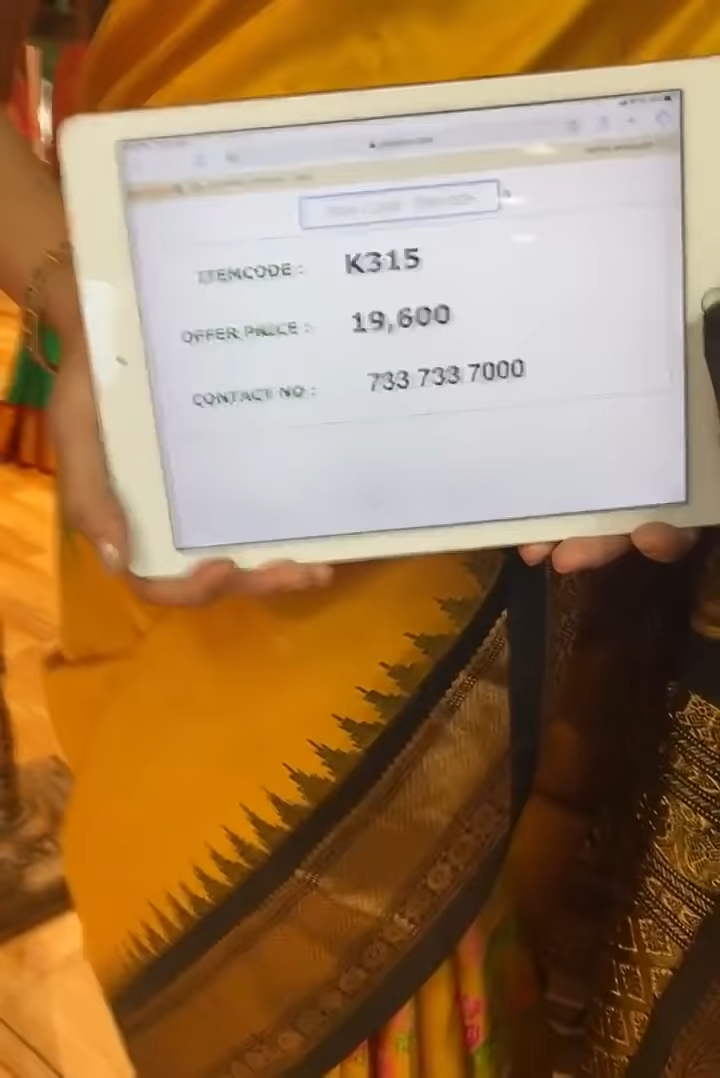 ITEMCODE : K315
OFFER PRICE : 19,600
CONTACT NO : 733 733 7000